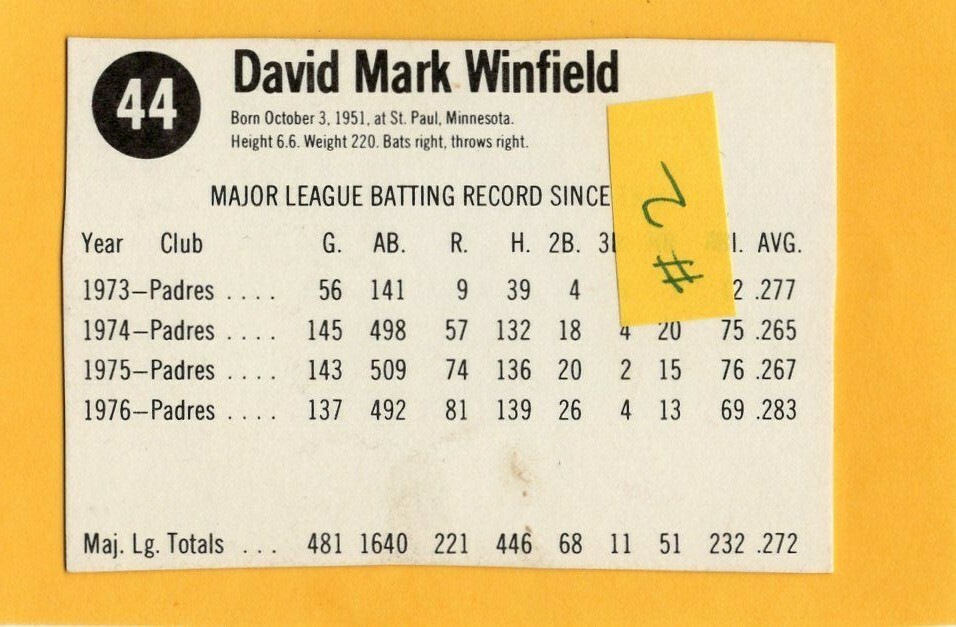 44
David Mark Winfield
Born October 3, 1951, at St. Paul, Minnesota.
Height 6.6. Weight 220. Bats right, throws right.
MAJOR LEAGUE BATTING RECORD SINCE
Year Club G. AB. R. H. 2B. I. AVG.
1973—Padres .... 56 141 9 39 4 2 .277
1974—Padres .... 145 498 57 132 18 4 20 75 .265
1975—Padres .... 143 509 74 136 20 2 15 76 .267
1976—Padres .... 137 492 81 139 26 4 13 69 .283
Maj. Lg. Totals ... 481 1640 221 446 68 11 51 232 .272
#2